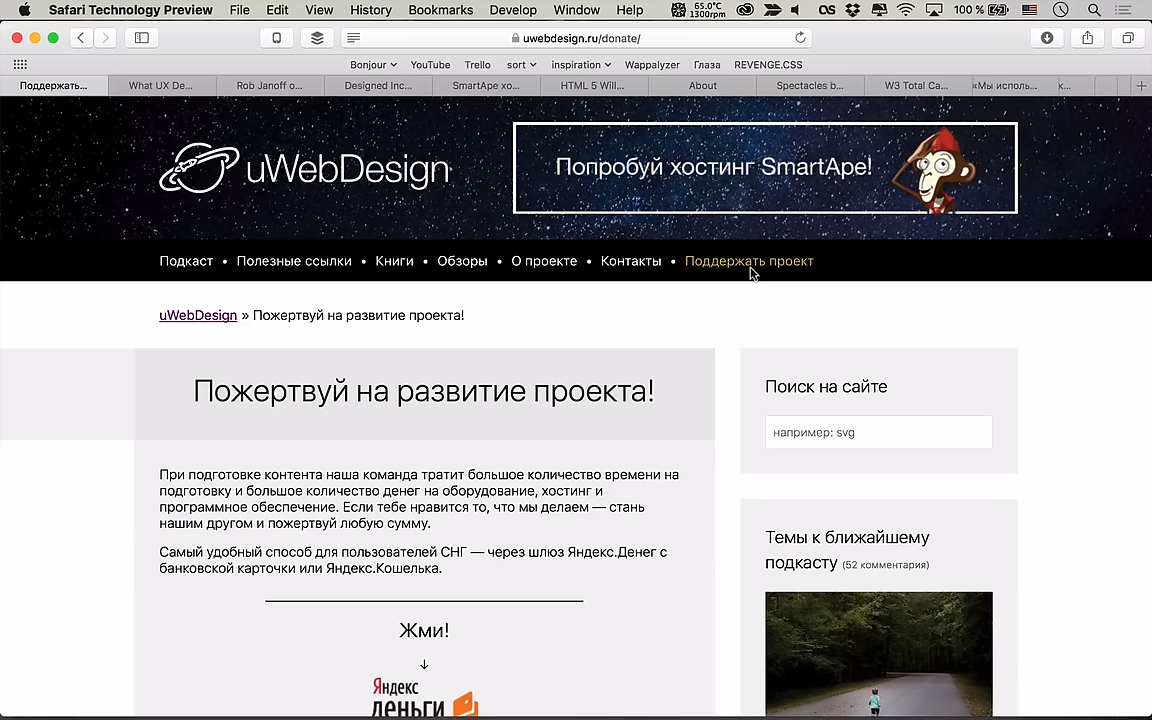 Safari Technology Preview File Edit View History Bookmarks Develop Window Help 65.0°C 1300rpm OS 100 %
uwebdesign.ru/donate/
Bonjour YouTube Trello sort inspiration Wappalyzer Глаза REVENGE.CSS
Поддержать... What UX De... Rob Janoff o... Designed Inc... SmartApe xo... HTML 5 Will... About Spectacles b... W3 Total Ca... «Мы исполь... к...
uWebDesign
Попробуй хостинг SmartApe!
Подкаст • Полезные ссылки • Книги • Обзоры • О проекте • Контакты • Поддержать проект
uWebDesign » Пожертвуй на развитие проекта!
Пожертвуй на развитие проекта!
При подготовке контента наша команда тратит большое количество времени на
подготовку и большое количество денег на оборудование, хостинг и
программное обеспечение. Если тебе нравится то, что мы делаем — стань
нашим другом и пожертвуй любую сумму.
Самый удобный способ для пользователей СНГ — через шлюз Яндекс.Денег с
банковской карточки или Яндекс.Кошелька.
Жми!
↓
Яндекс
деньги
Поиск на сайте
например: svg
Темы к ближайшему
подкасту (52 комментария)